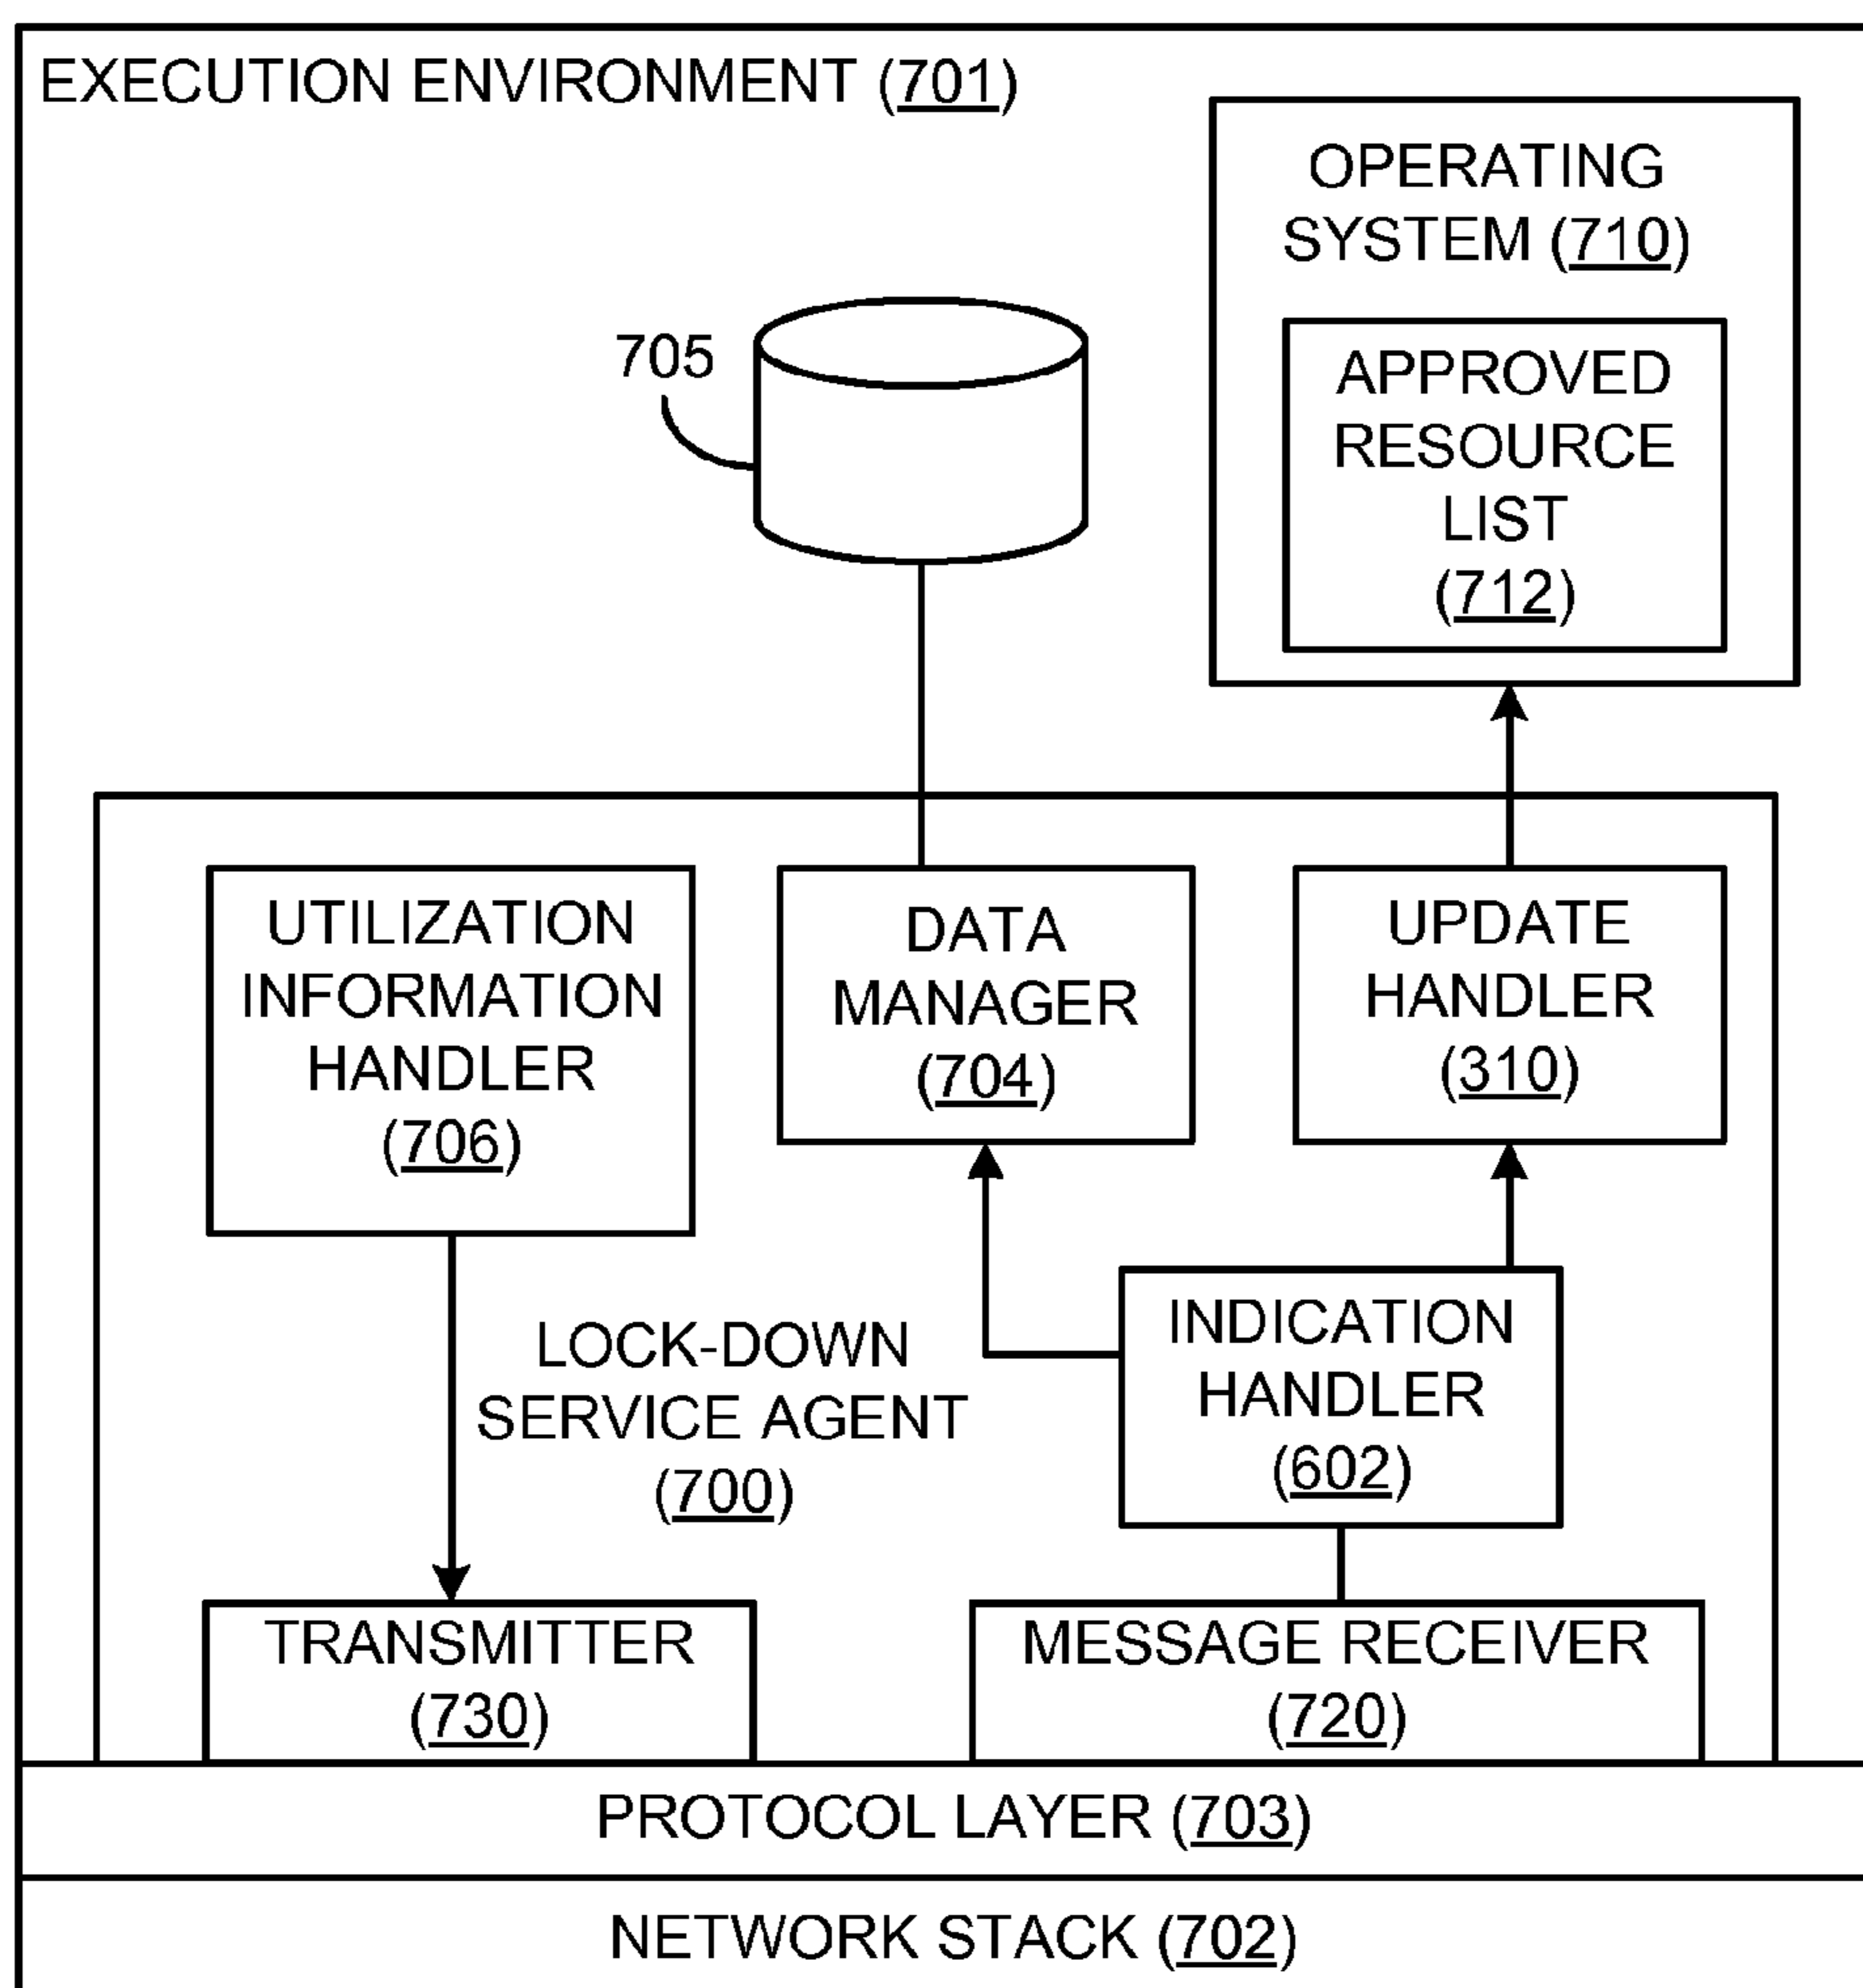 EXECUTION ENVIRONMENT (701)
OPERATING
SYSTEM (710)
705
APPROVED
RESOURCE
LIST
(712)
UTILIZATION
INFORMATION
HANDLER
(706)
DATA
MANAGER
(704)
UPDATE
HANDLER
(310)
LOCK-DOWN
SERVICE AGENT
(700)
INDICATION
HANDLER
(602)
TRANSMITTER
(730)
MESSAGE RECEIVER
(720)
PROTOCOL LAYER (703)
NETWORK STACK (702)